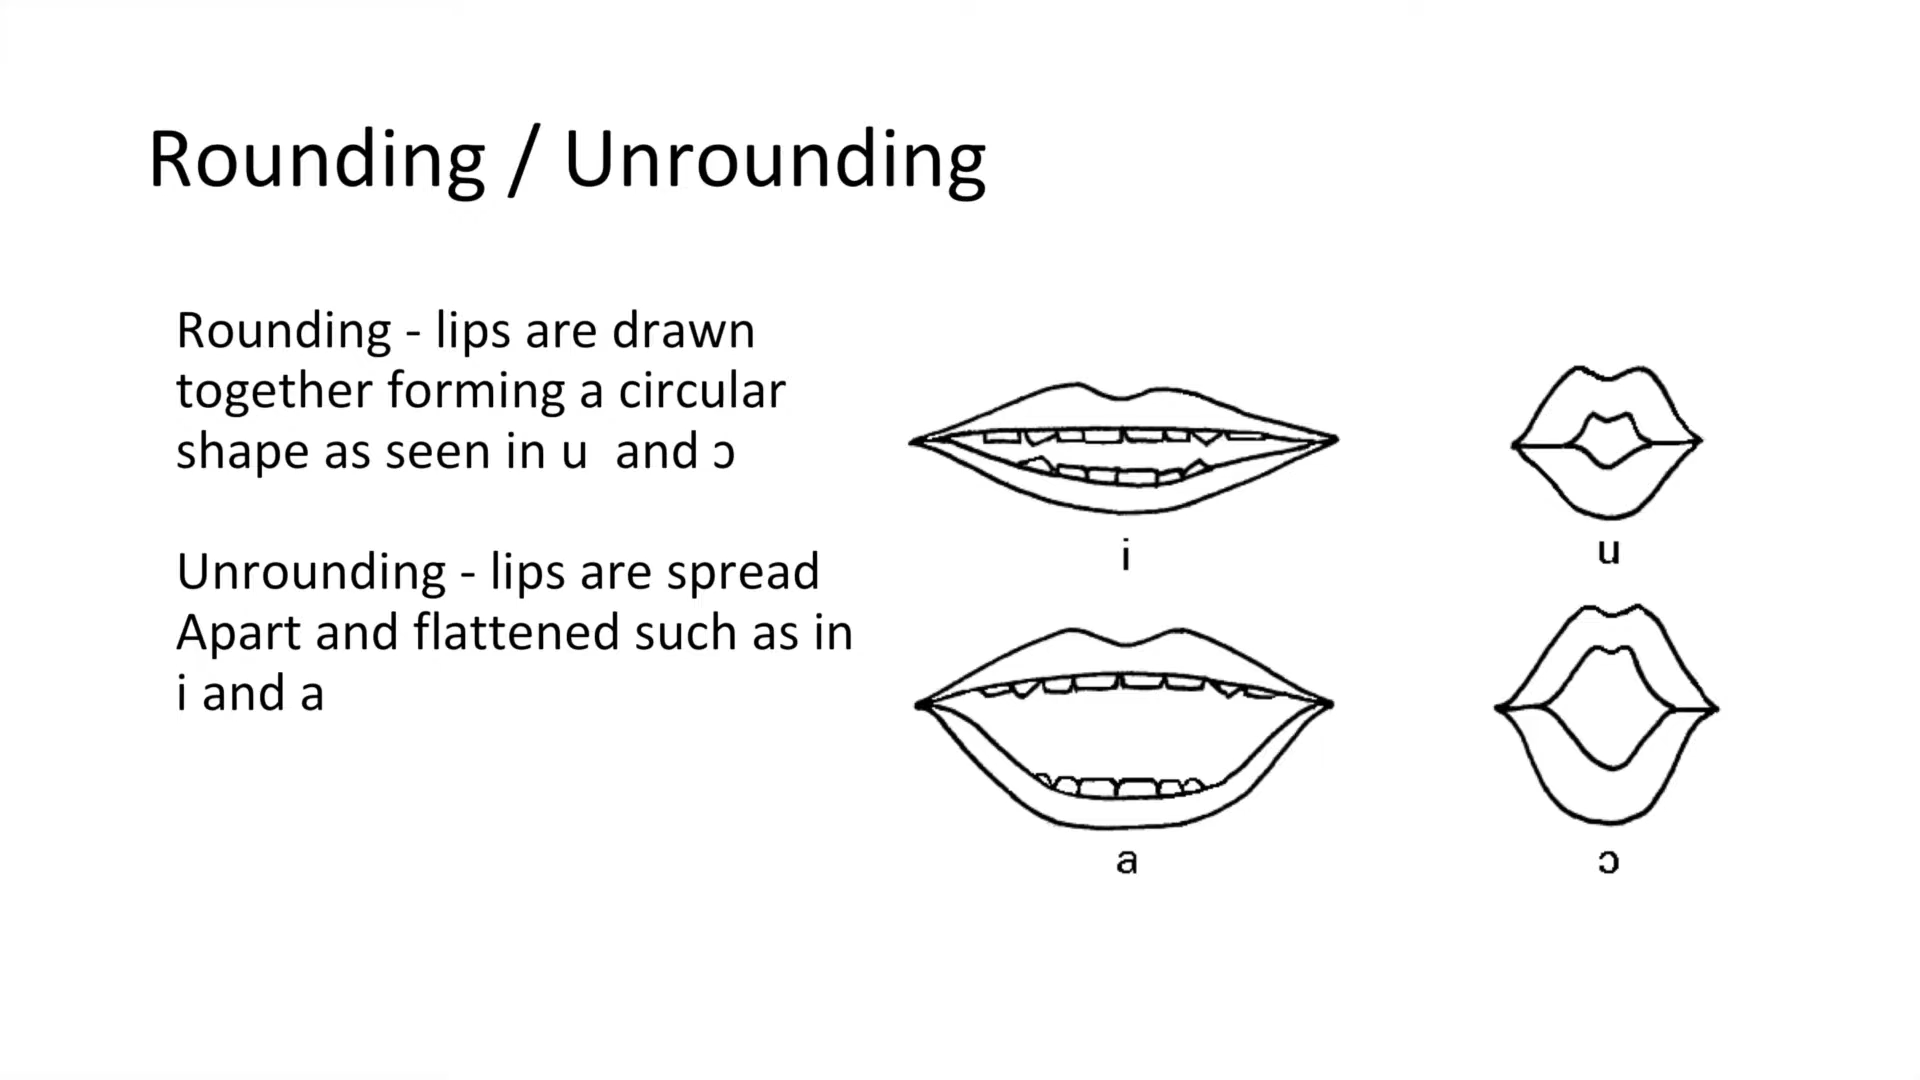 Rounding / Unrounding
Rounding - lips are drawn
together forming a circular
shape as seen in u  and ɔ
Unrounding - lips are spread
Apart and flattened such as in
i and a
i
u
a
ɔ